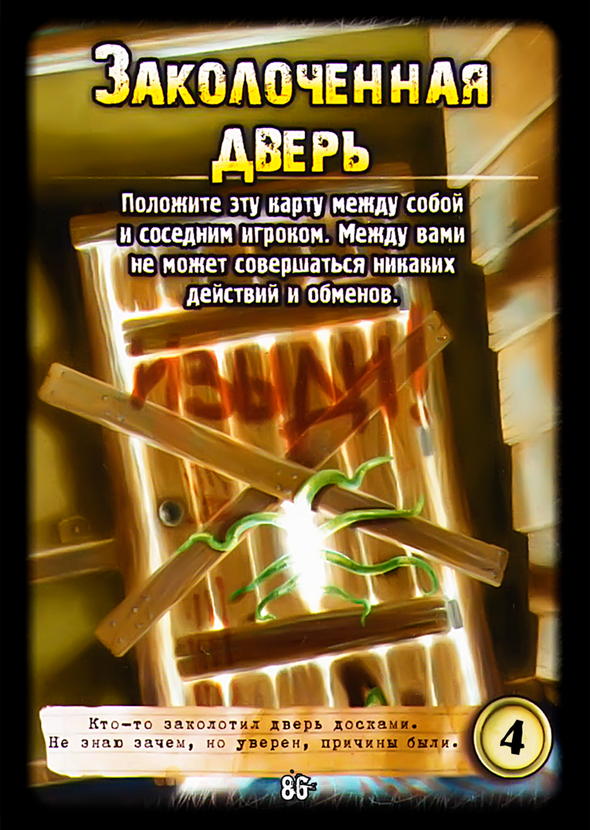 Заколоченная
дверь
Положите эту карту между собой
и соседним игроком. Между вами
не может совершаться никаких
действий и обменов.
ИЗЫДИ!
Кто-то заколотил дверь досками.
Не знаю зачем, но уверен, причины были.
4
86